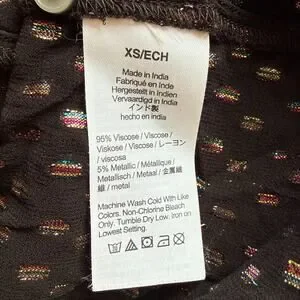 XS/ECH
Made in India
Fabriqué en Inde
Hergestellt in Indien
Vervaardigd in India
インド製
hecho en india
95% Viscose / Viscose /
Viskose / Viscose / レーヨン
/ viscosa
5% Metallic / Métallique /
Metallisch / Metaal / 金属繊
維 / metal
Machine Wash Cold With Like
Colors. Non-Chlorine Bleach
Only. Tumble Dry Low. Iron on
Lowest Setting.